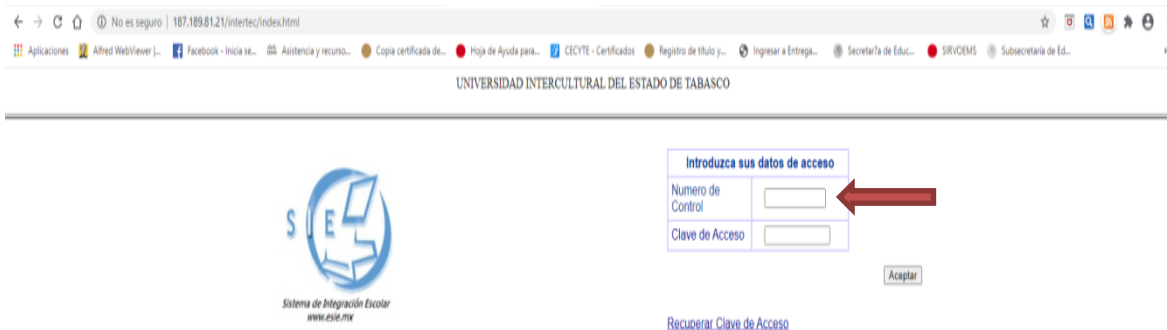 No es seguro | 187.189.81.21/intertec/index.html
Aplicaciones Alfred WebViewer |... Facebook - Inicia se... Asistencia y recurso... Copia certificada de... Hoja de Ayuda para... CECYTE - Certificados Registro de título y... Ingresar a Entrega... Secretar?a de Educ... SIRVOEMS Subsecretaría de Ed...
UNIVERSIDAD INTERCULTURAL DEL ESTADO DE TABASCO
Introduzca sus datos de acceso
Numero de
Control
Clave de Acceso
Aceptar
Recuperar Clave de Acceso
S I E
Sistema de Integración Escolar
www.esie.mx